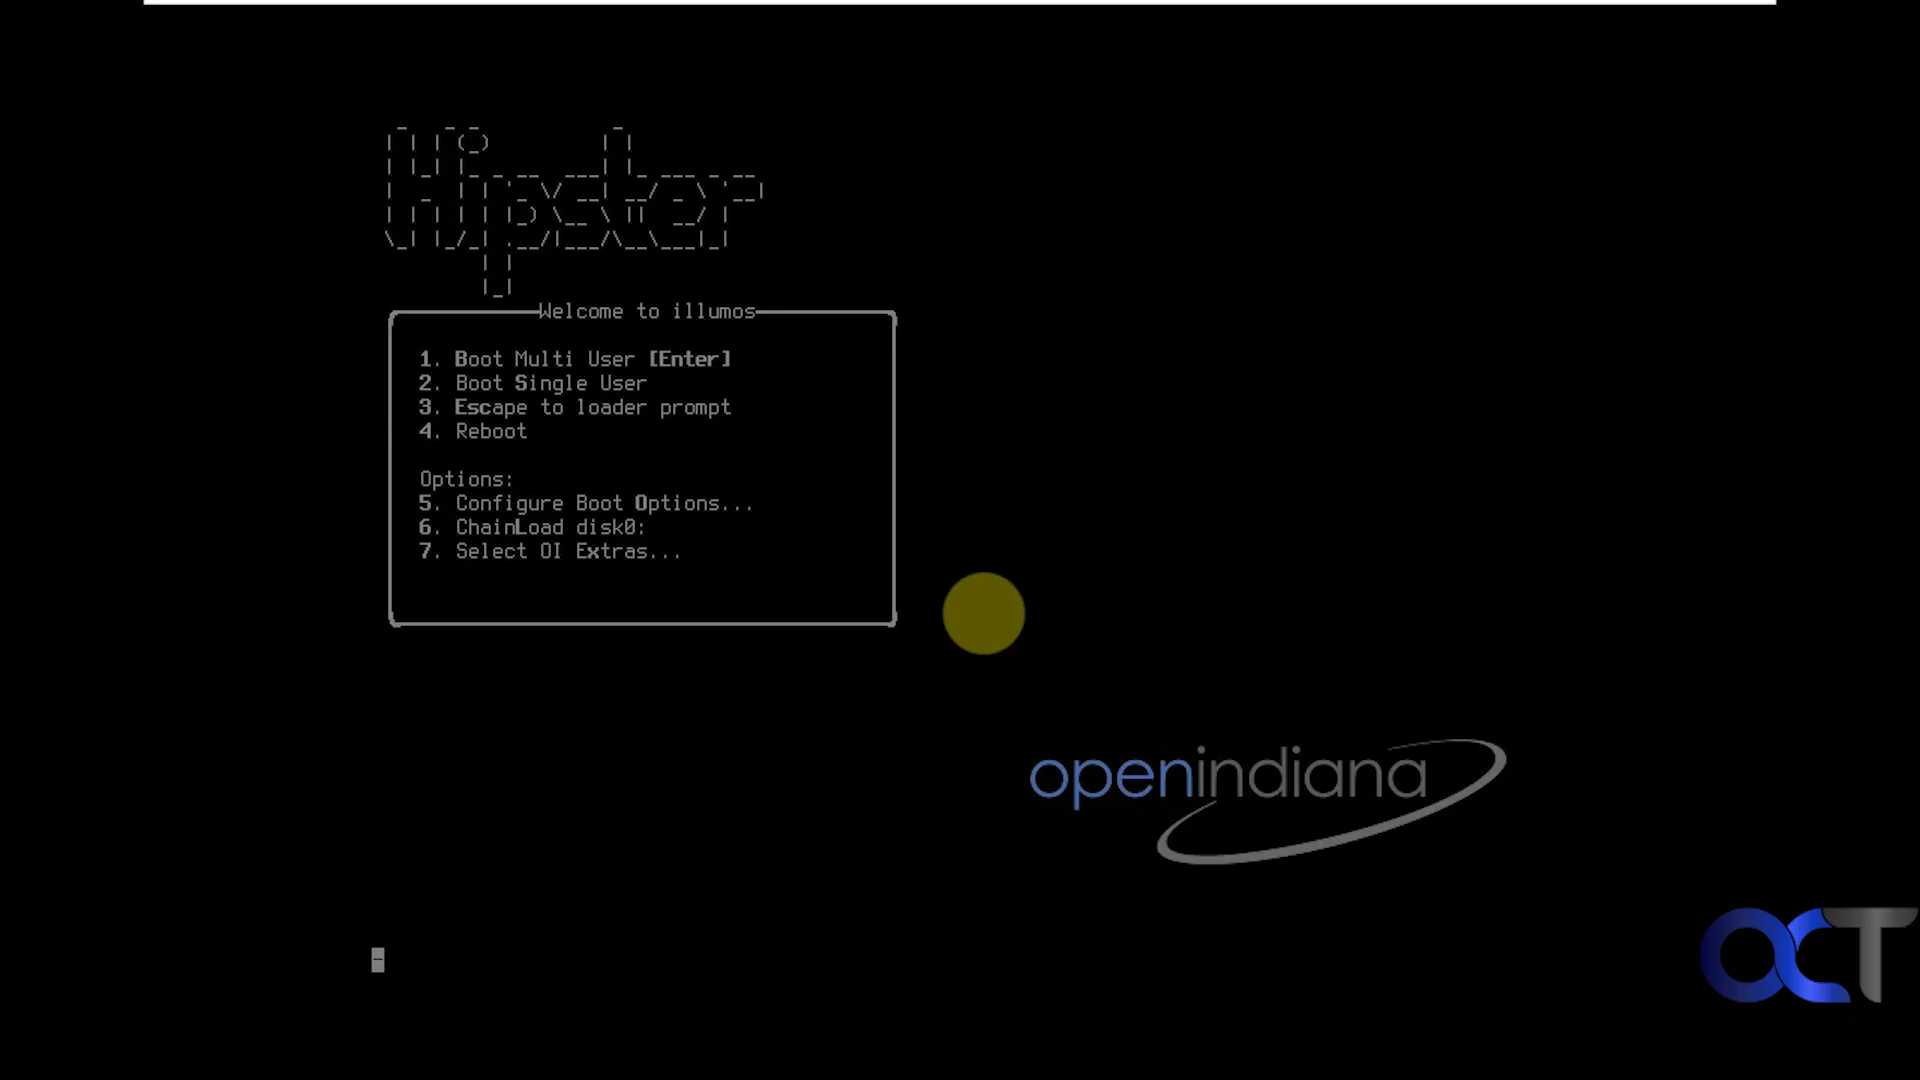 Hipster
Welcome to illumos
1. Boot Multi User [Enter]
2. Boot Single User
3. Escape to loader prompt
4. Reboot
Options:
5. Configure Boot Options...
6. ChainLoad disk0:
7. Select OI Extras...
openindiana
OCT